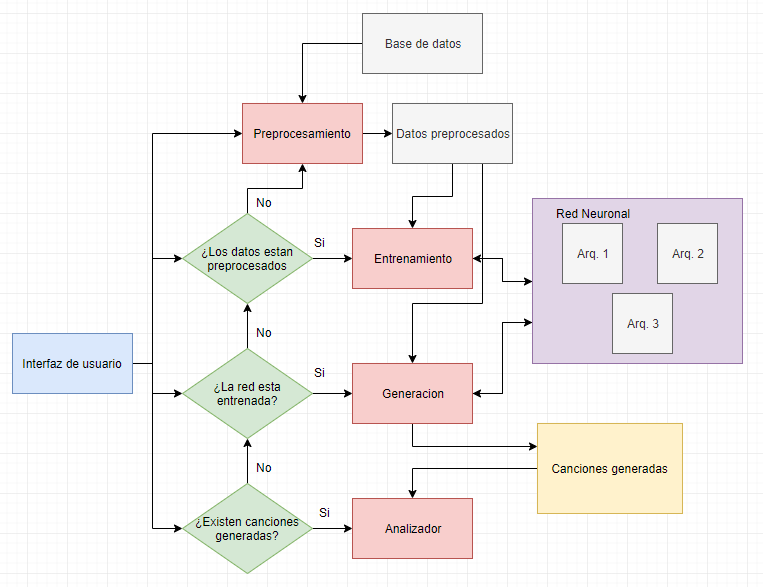 Base de datos
Preprocesamiento
Datos preprocesados
No
¿Los datos estan
preprocesados
Si
Entrenamiento
Red Neuronal
Arq. 1
Arq. 2
Arq. 3
No
Interfaz de usuario
¿La red esta
entrenada?
Si
Generacion
No
Canciones generadas
¿Existen canciones
generadas?
Si
Analizador